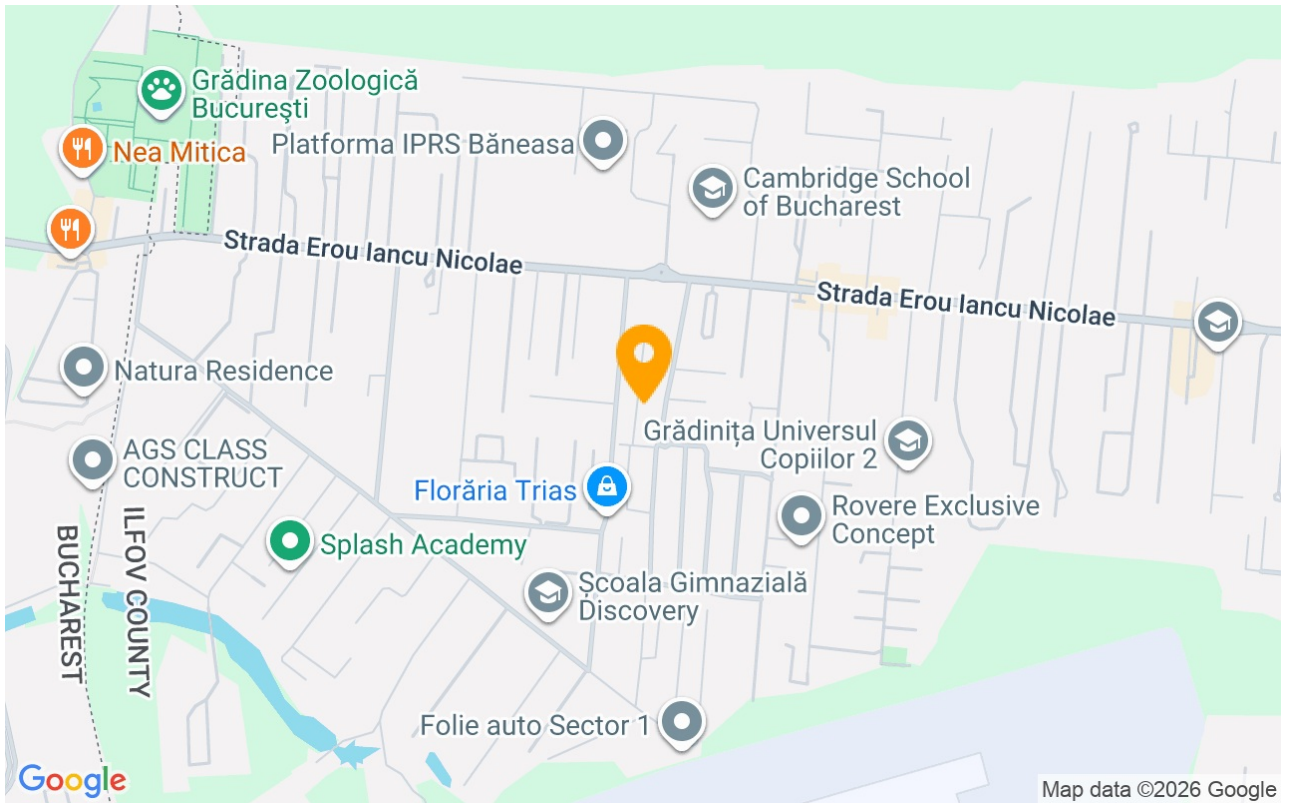 Grădina Zoologică
București
Nea Mitica
Platforma IPRS Băneasa
Cambridge School
of Bucharest
Strada Erou Iancu Nicolae
Strada Erou Iancu Nicolae
Natura Residence
AGS CLASS
CONSTRUCT
Grădinița Universul
Copiilor 2
Florăria Trias
Rovere Exclusive
Concept
Splash Academy
Școala Gimnazială
Discovery
BUCHAREST
ILFOV COUNTY
Folie auto Sector 1
Google
Map data ©2026 Google